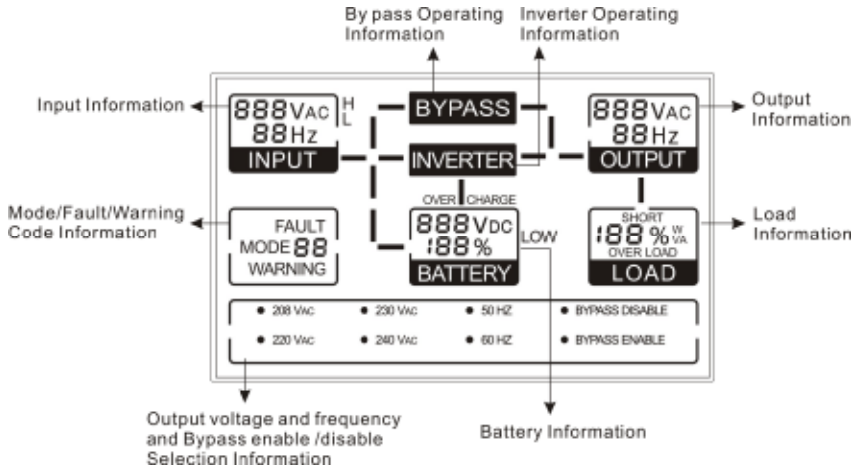 By pass Operating
Information
Inverter Operating
Information
Input Information
888VAC
H
L
88Hz
INPUT
BYPASS
INVERTER
888VAC
88Hz
OUTPUT
Output
Information
Mode/Fault/Warning
Code Information
FAULT
MODE 88
WARNING
OVER CHARGE
888VDC
188%
LOW
BATTERY
SHORT
188% W
VA
OVER LOAD
LOAD
Load
Information
• 208 VAC • 230 VAC • 50 HZ • BYPASS DISABLE
• 220 VAC • 240 VAC • 60 HZ • BYPASS ENABLE
Output voltage and frequency
and Bypass enable /disable
Selection Information
Battery Information